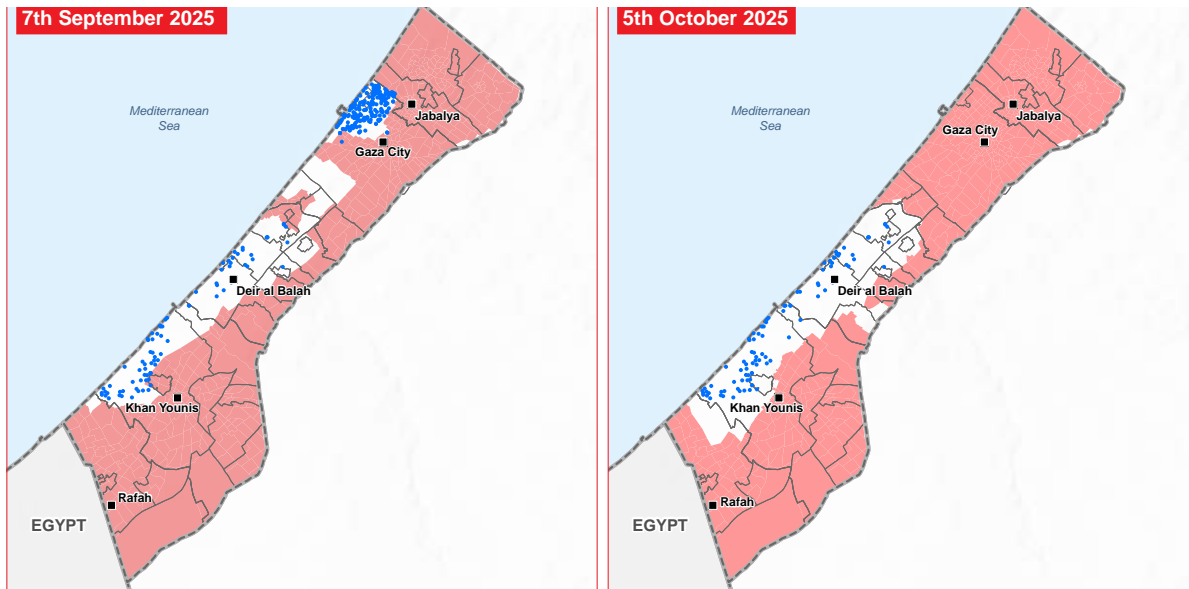 7th September 2025
Mediterranean
Sea
Jabalya
Gaza City
Deir al Balah
Khan Younis
Rafah
EGYPT
5th October 2025
Mediterranean
Sea
Jabalya
Gaza City
Deir al Balah
Khan Younis
Rafah
EGYPT